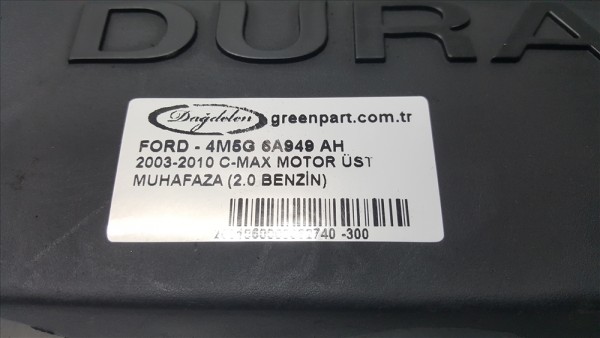 DURA
Dağdelen greenpart.com.tr
FORD - 4M5G 6A949 AH
2003-2010 C-MAX MOTOR ÜST
MUHAFAZA (2.0 BENZİN)
-300